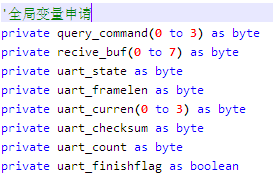 '全局变量申请
private query_command(0 to 3) as byte
private recive_buf(0 to 7) as byte
private uart_state as byte
private uart_framelen as byte
private uart_curren(0 to 3) as byte
private uart_checksum as byte
private uart_count as byte
private uart_finishflag as boolean